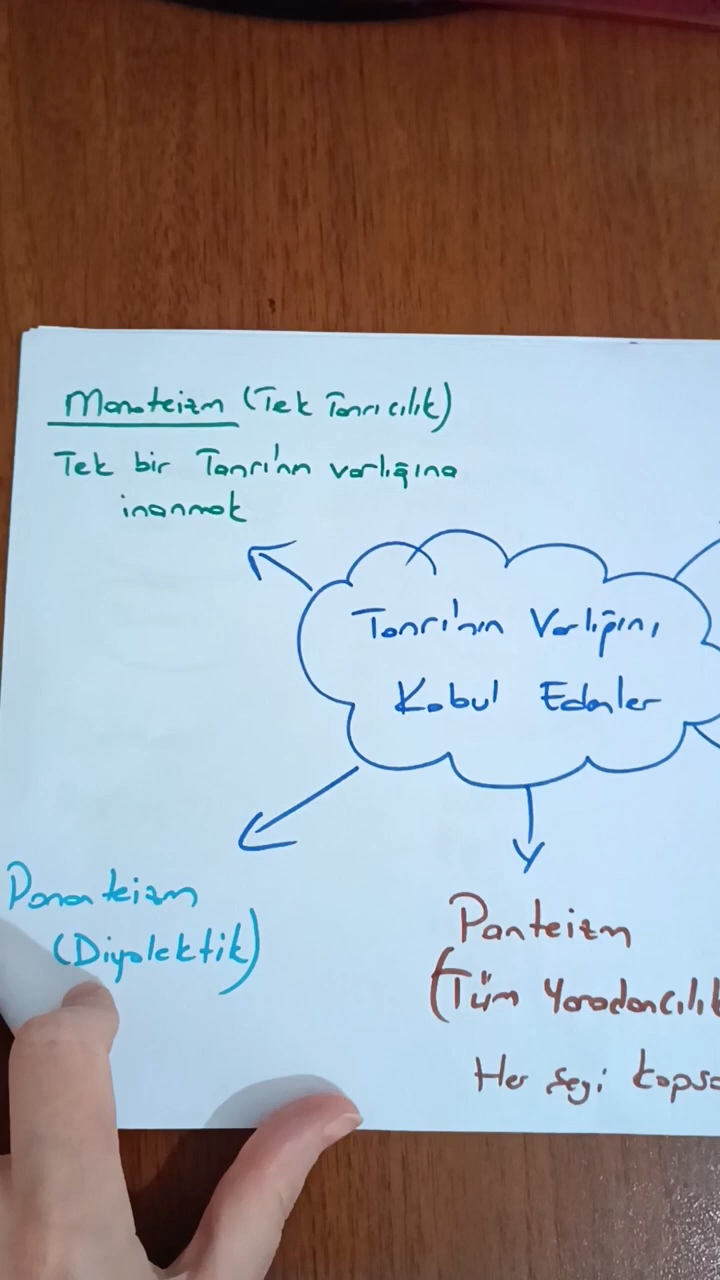 Monoteizm (Tek Tanrıcılık)
Tek bir Tanrı'nın varlığına
inanmak
Tanrı'nın Varlığını
Kabul Edenler
Panenteizm
(Diyalektik)
Panteizm
(Tüm Yaradancılık
Her şeyi kapsa